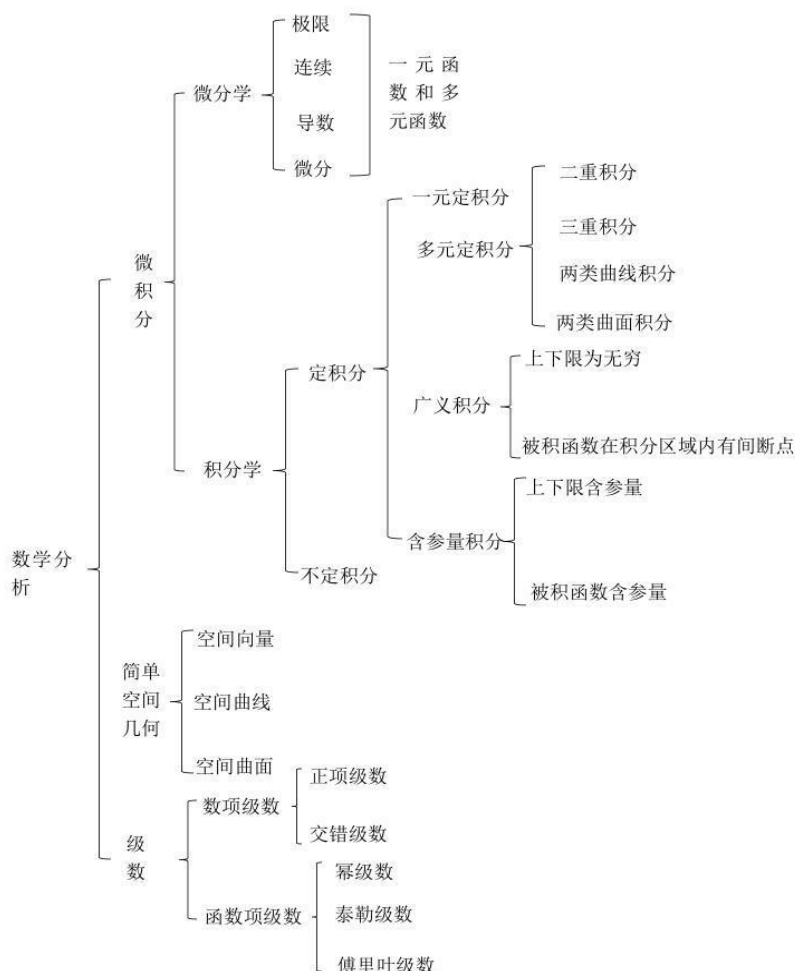 极限
连续
微分学
导数
微分
一元函
数和多
元函数
微
积
分
一元定积分
多元定积分
二重积分
三重积分
两类曲线积分
两类曲面积分
定积分
广义积分
上下限为无穷
被积函数在积分区域内有间断点
积分学
含参量积分
上下限含参量
被积函数含参量
不定积分
数学分
析
简单
空间
几何
空间向量
空间曲线
空间曲面
级
数
数项级数
正项级数
交错级数
函数项级数
幂级数
泰勒级数
傅里叶级数